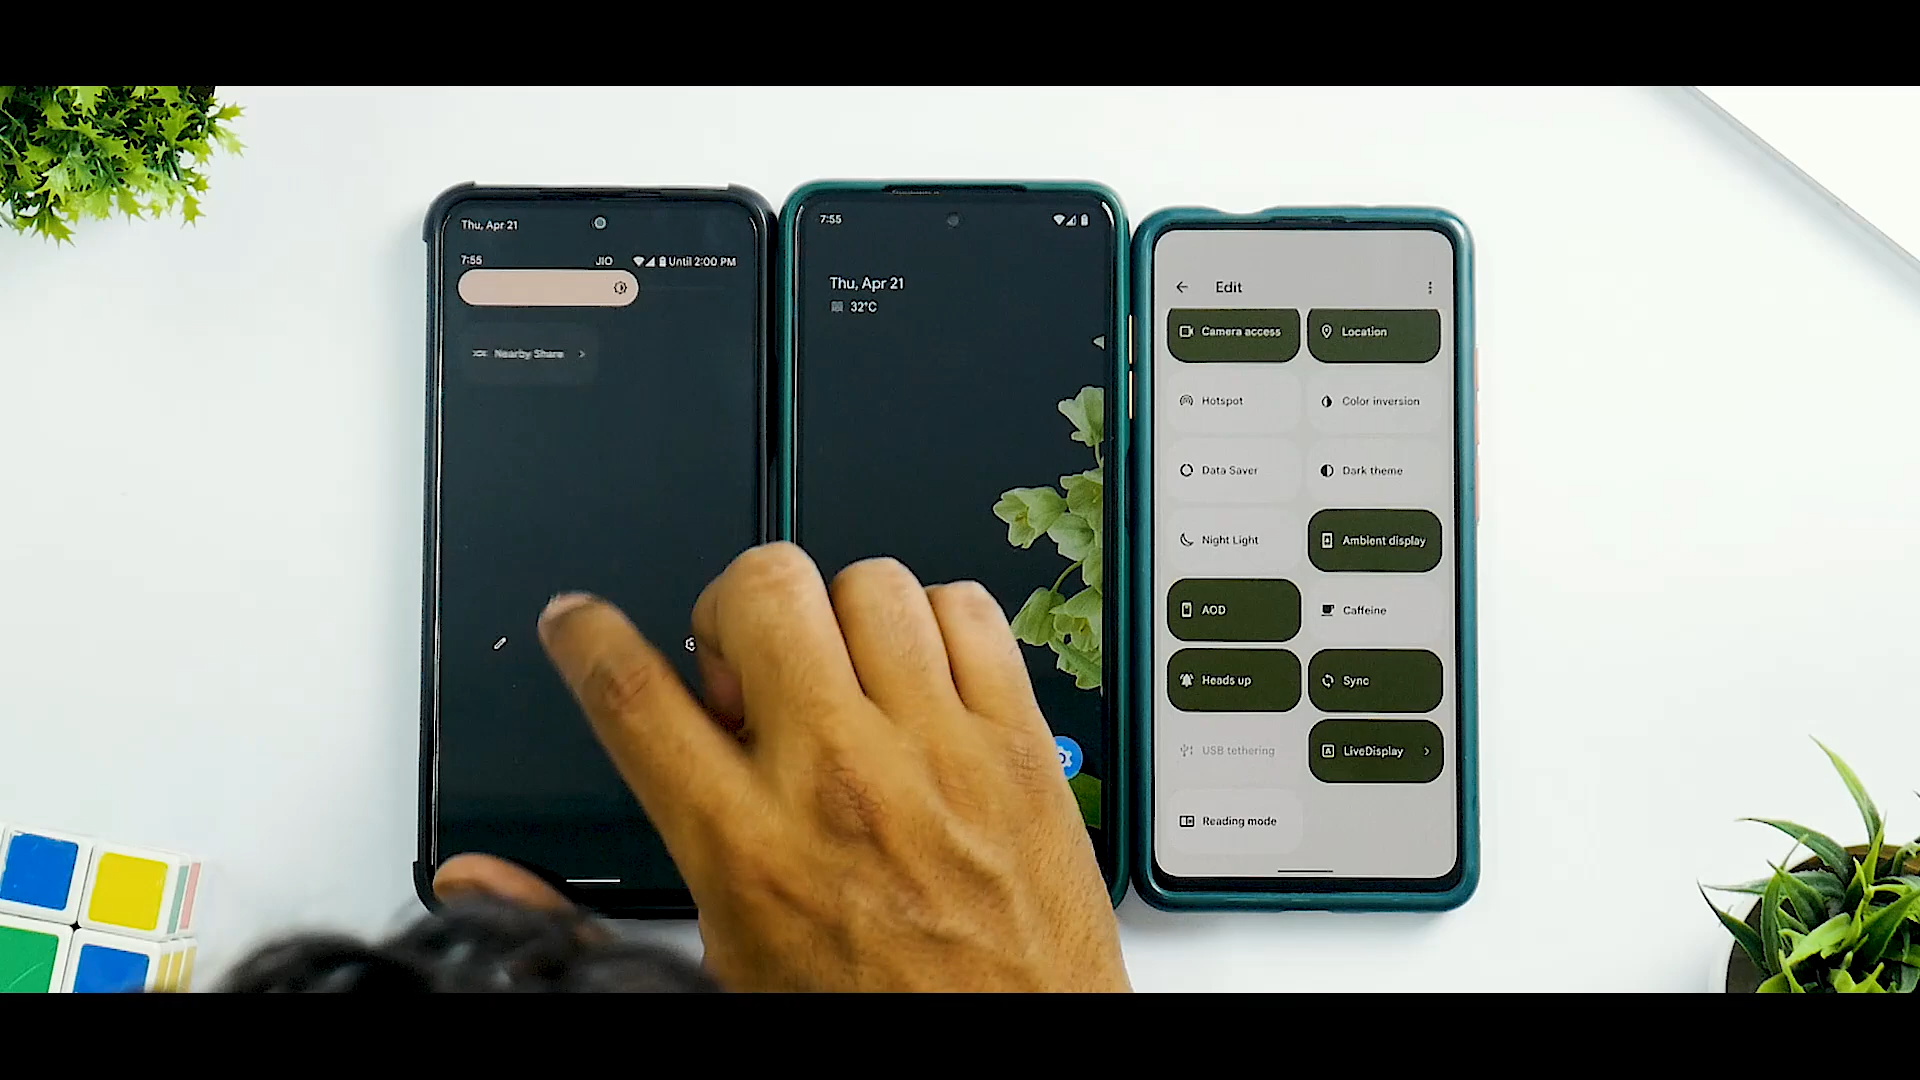 Thu, Apr 21
7:55
JIO
Until 2:00 PM
Nearby Share
7:55
Thu, Apr 21
32°C
Edit
Camera access
Location
Hotspot
Color inversion
Data Saver
Dark theme
Night Light
Ambient display
AOD
Caffeine
Heads up
Sync
USB tethering
LiveDisplay
Reading mode